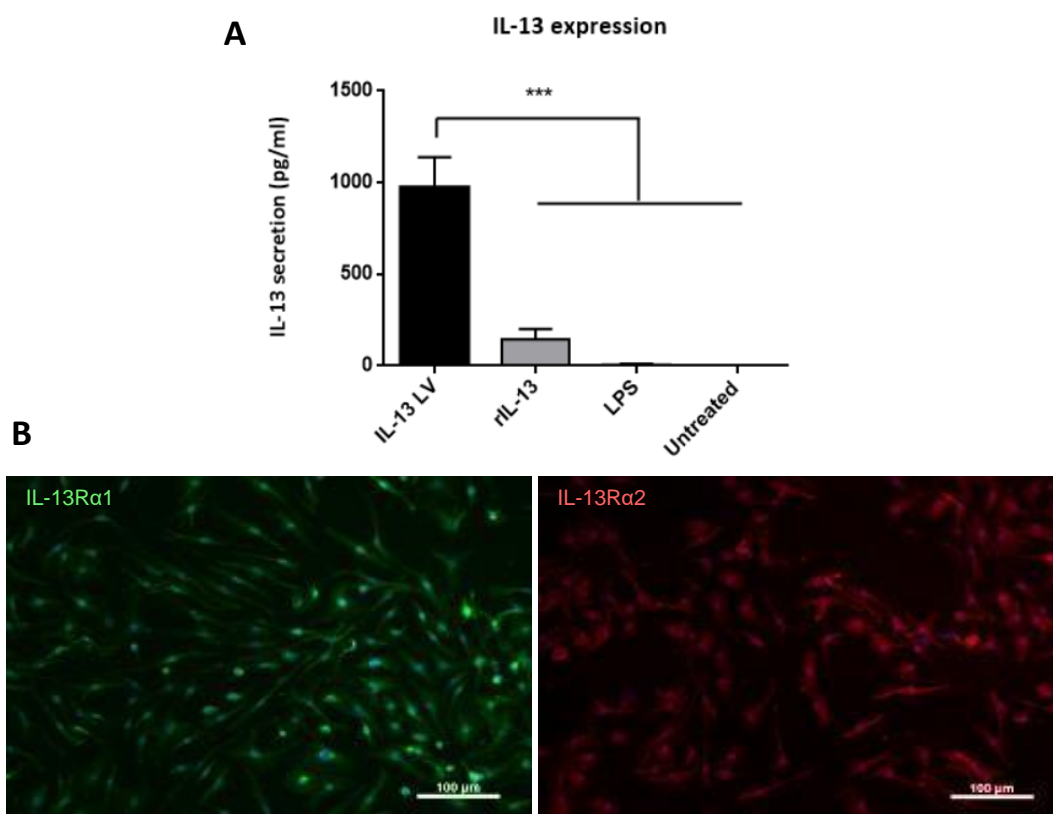 A
IL-13 expression
***
IL-13 secretion (pg/ml)
1500
1000
500
0
IL-13 LV
rIL-13
LPS
Untreated
B
IL-13Rα1
IL-13Rα2
100 µm
100 µm